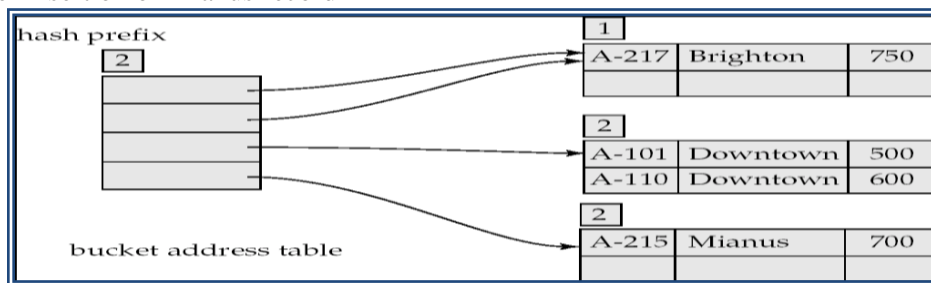 hash prefix
2
bucket address table
1
A-217 Brighton 750
2
A-101 Downtown 500
A-110 Downtown 600
2
A-215 Mianus 700